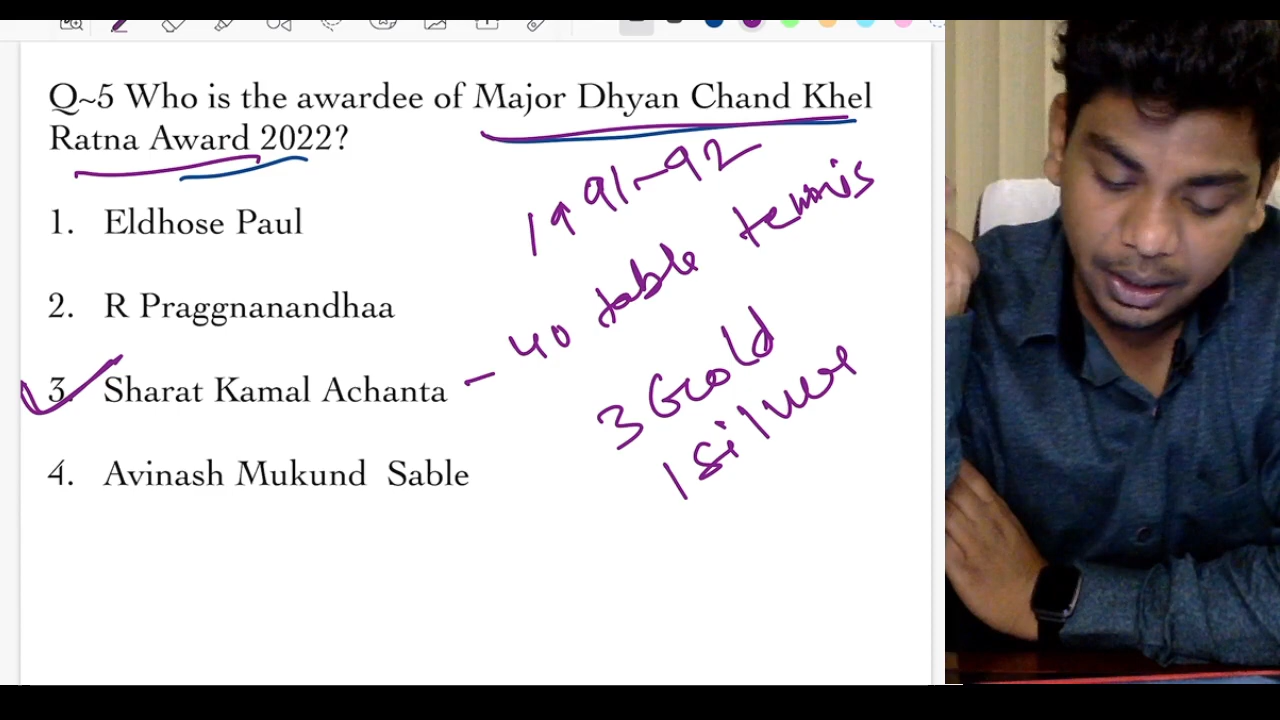 Q~5 Who is the awardee of Major Dhyan Chand Khel
Ratna Award 2022?
1991-92
1. Eldhose Paul
2. R Praggnanandhaa
3. Sharat Kamal Achanta
- 40 table tennis
3 Gold
1 Silver
4. Avinash Mukund Sable